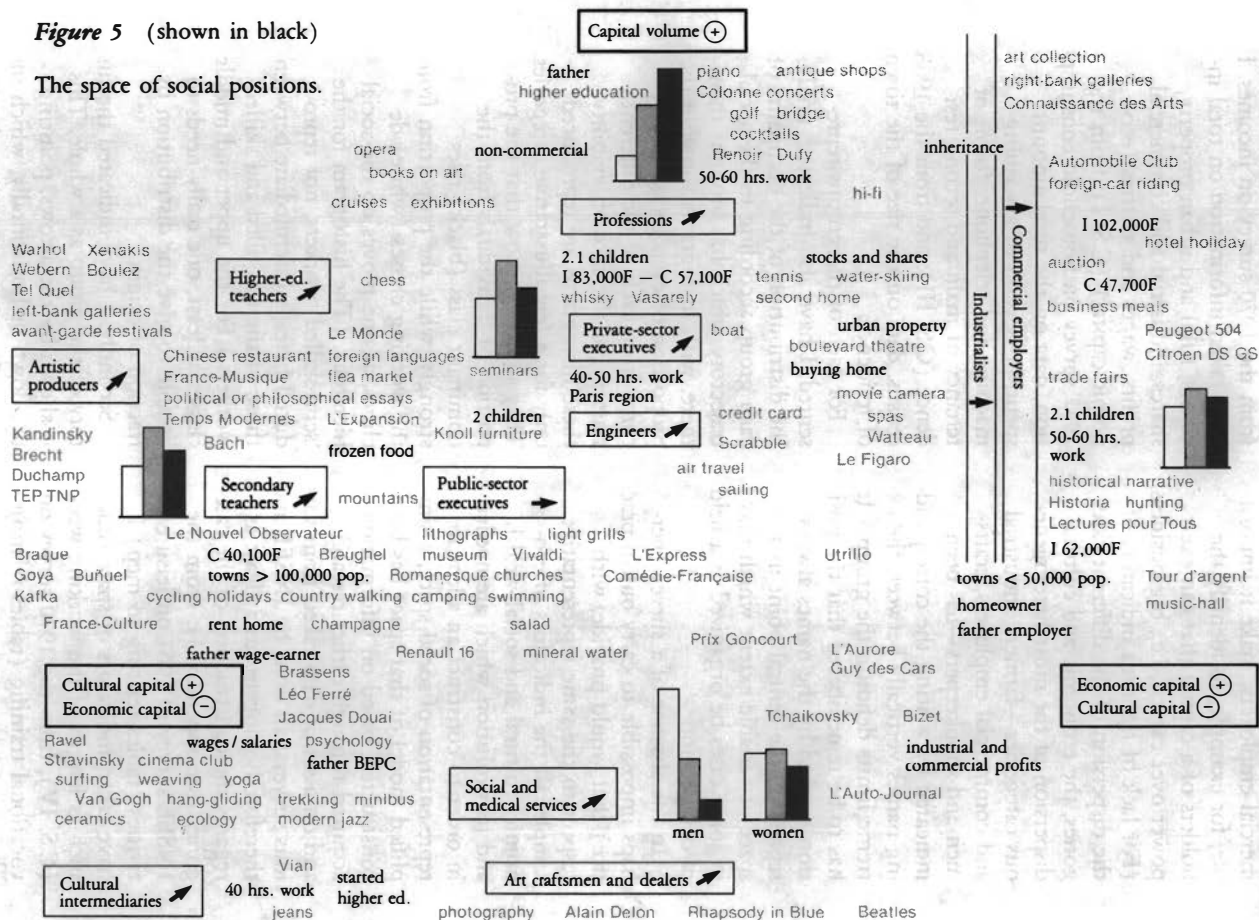 Figure 5 (shown in black)
The space of social positions.
Capital volume +
father
higher education
piano antique shops
Colonne concerts
golf bridge
cocktails
Renoir Dufy
50-60 hrs. work
non-commercial
opera
books on art
cruises exhibitions
hi-fi
Professions
art collection
right-bank galleries
Connaissance des Arts
inheritance
Automobile Club
foreign-car riding
I 102,000F
hotel holiday
auction
C 47,700F
business meals
Peugeot 504
Citroen DS GS
Industrialists
Commercial employers
trade fairs
2.1 children
50-60 hrs.
work
historical narrative
Historia hunting
Lectures pour Tous
I 62,000F
Warhol Xenakis
Webern Boulez
Tel Quel
left-bank galleries
avant-garde festivals
Higher-ed.
teachers
chess
2.1 children
I 83,000F — C 57,100F
whisky Vasarely
stocks and shares
tennis water-skiing
second home
Private-sector
executives
boat
urban property
boulevard theatre
buying home
movie camera
spas
Watteau
Le Figaro
Artistic
producers
Le Monde
Chinese restaurant foreign languages
France-Musique flea market
political or philosophical essays
Temps Modernes L'Expansion
seminars
40-50 hrs. work
Paris region
2 children
Knoll furniture
Engineers
credit card
Scrabble
air travel
sailing
Kandinsky
Brecht
Duchamp
TEP TNP
Bach
frozen food
Secondary
teachers
mountains
Public-sector
executives
Le Nouvel Observateur
lithographs light grills
Braque
C 40,100F Breughel museum Vivaldi L'Express Utrillo
Goya Buñuel
towns > 100,000 pop. Romanesque churches Comédie-Française
Kafka
cycling holidays country walking camping swimming
towns < 50,000 pop. Tour d'argent
homeowner music-hall
father employer
France-Culture rent home champagne salad
Prix Goncourt
father wage-earner Renault 16 mineral water
L'Aurore
Guy des Cars
Cultural capital +
Economic capital −
Brassens
Léo Ferré
Jacques Douai
Economic capital +
Cultural capital −
Tchaikovsky Bizet
Ravel wages / salaries psychology
Stravinsky cinema club father BEPC
surfing weaving yoga
Van Gogh hang-gliding trekking minibus
ceramics ecology modern jazz
industrial and
commercial profits
L'Auto-Journal
Social and
medical services
men women
Cultural
intermediaries
Vian
40 hrs. work
jeans
started
higher ed.
Art craftsmen and dealers
photography Alain Delon Rhapsody in Blue Beatles